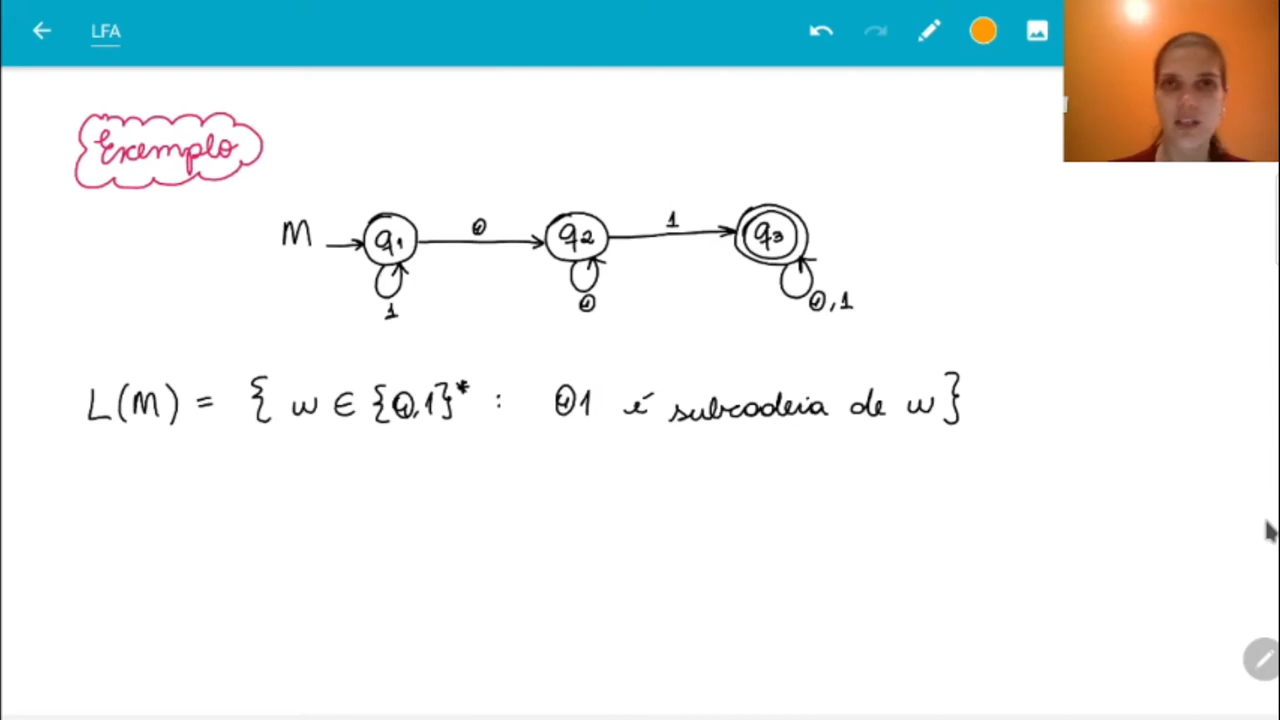 LFA
Exemplo
M q1 0 q2 1 q3
1 0 0,1
L(M) = { w ∈ {0,1}* : 01 é subcadeia de w }